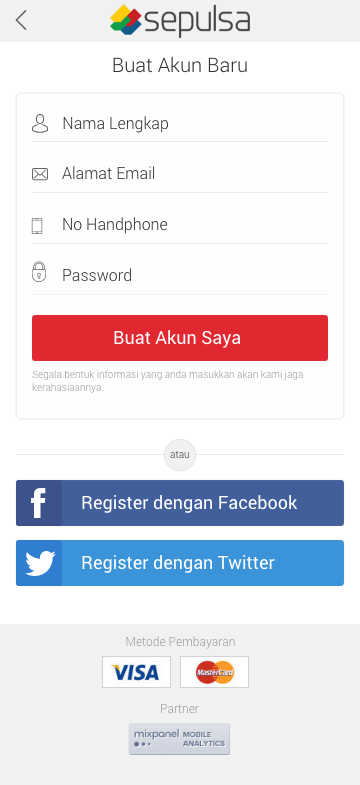 sepulsa
Buat Akun Baru
Nama Lengkap
Alamat Email
No Handphone
Password
Buat Akun Saya
Segala bentuk informasi yang anda masukkan akan kami jaga
kerahasiaannya.
atau
f Register dengan Facebook
Register dengan Twitter
Metode Pembayaran
VISA MasterCard
Partner
mixpanel MOBILE
ANALYTICS